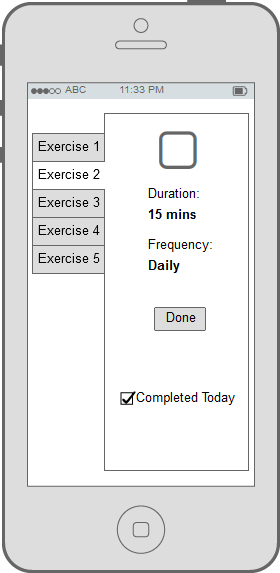 ABC 11:33 PM
Exercise 1
Exercise 2
Exercise 3
Exercise 4
Exercise 5
Duration:
15 mins
Frequency:
Daily
Done
Completed Today